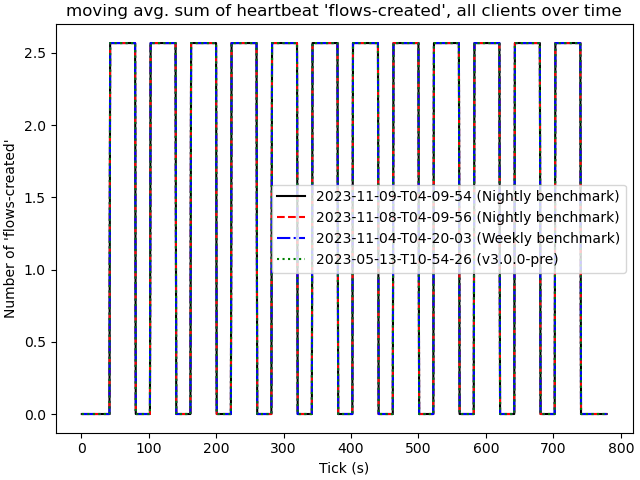 moving avg. sum of heartbeat 'flows-created', all clients over time
Number of 'flows-created'
2.5
2.0
1.5
1.0
0.5
0.0
2023-11-09-T04-09-54 (Nightly benchmark)
2023-11-08-T04-09-56 (Nightly benchmark)
2023-11-04-T04-20-03 (Weekly benchmark)
2023-05-13-T10-54-26 (v3.0.0-pre)
0 100 200 300 400 500 600 700 800
Tick (s)